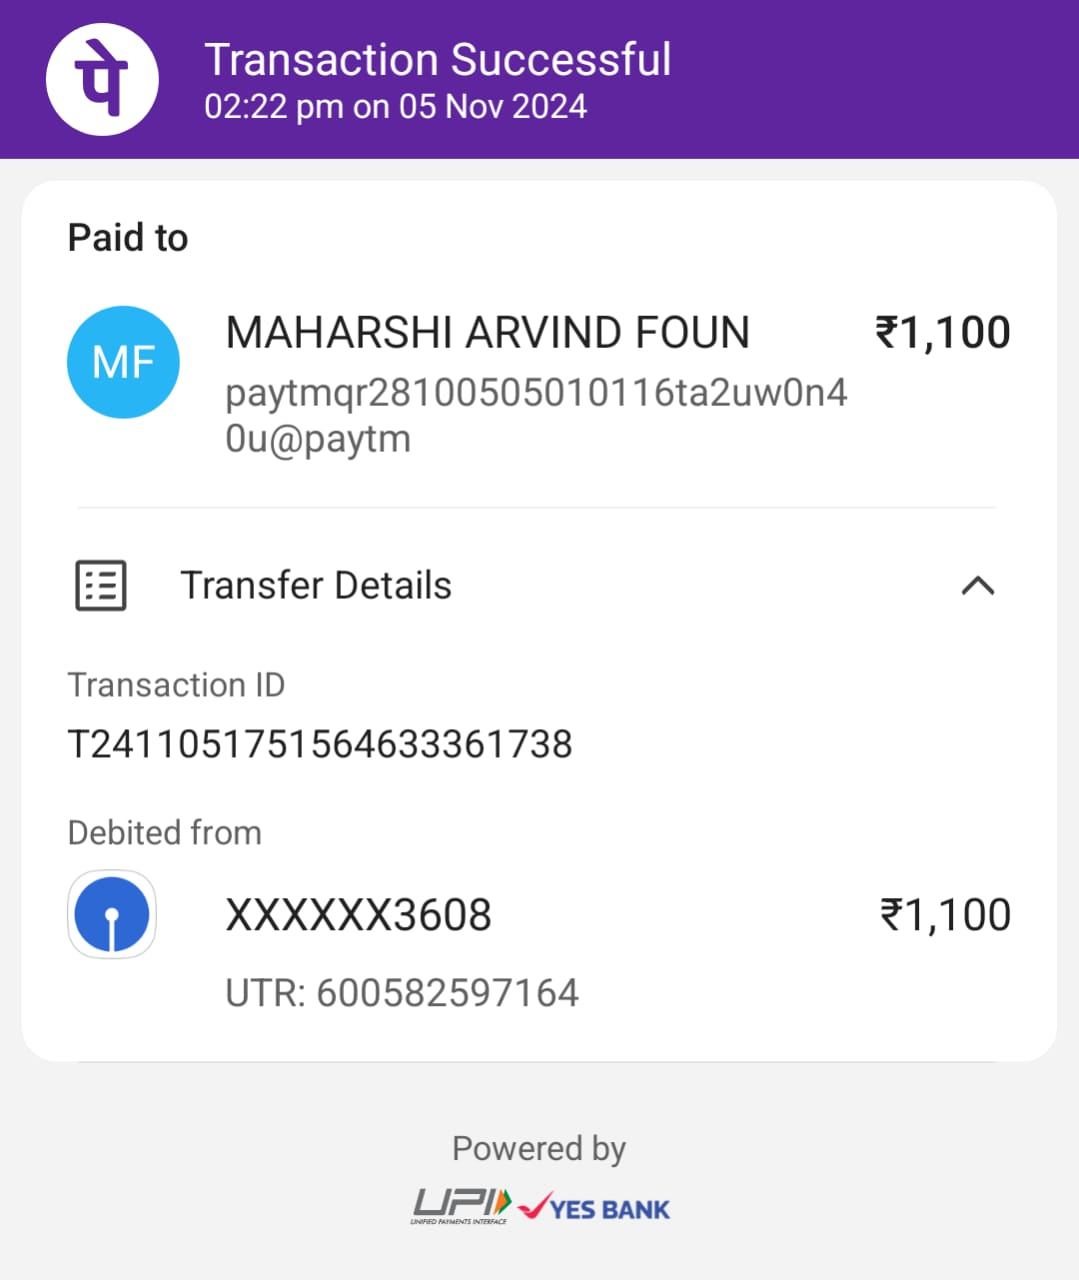 पे
Transaction Successful
02:22 pm on 05 Nov 2024
Paid to
MF
MAHARSHI ARVIND FOUN
₹1,100
paytmqr28100505010116ta2uw0n4
0u@paytm
Transfer Details
Transaction ID
T2411051751564633361738
Debited from
XXXXXX3608
₹1,100
UTR: 600582597164
Powered by
UPI
UNIFIED PAYMENTS INTERFACE
YES BANK